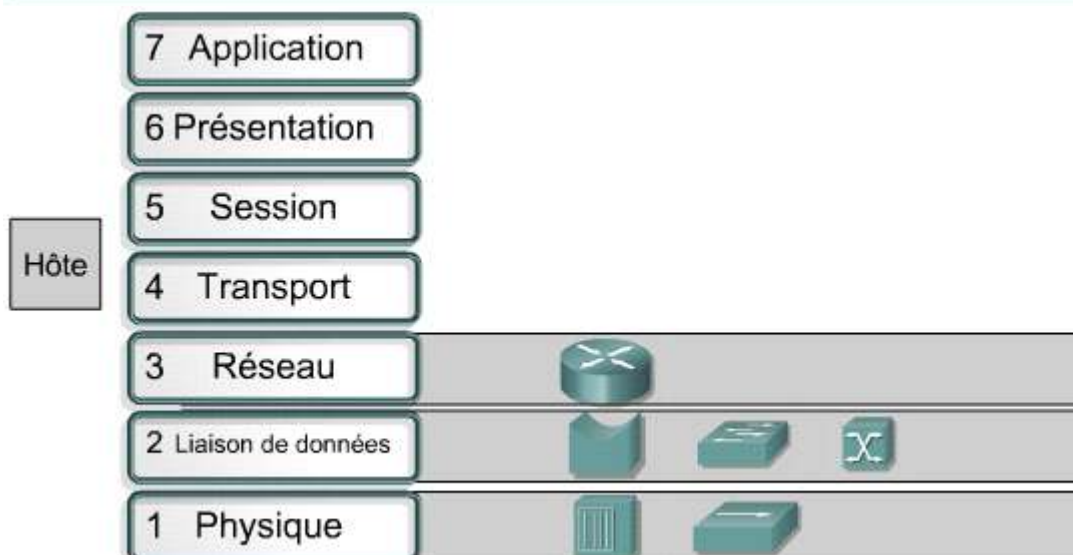 7 Application
6 Présentation
5 Session
Hôte
4 Transport
3 Réseau
2 Liaison de données
1 Physique